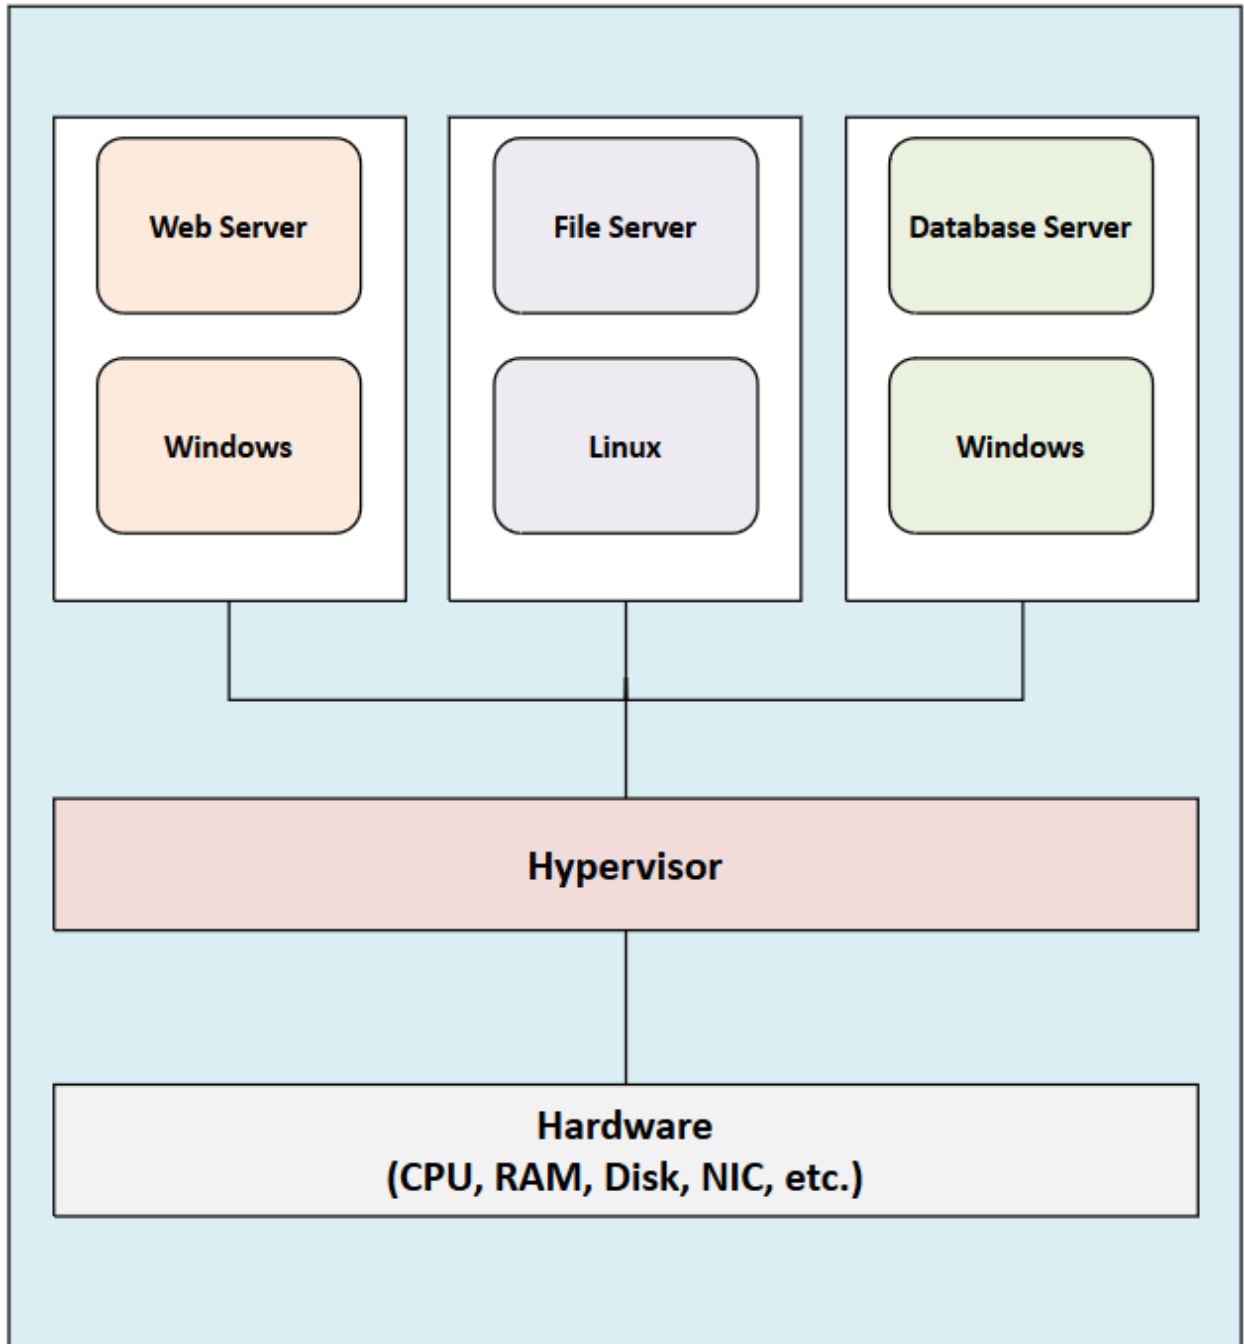 Web Server
File Server
Database Server
Windows
Linux
Windows
Hypervisor
Hardware
(CPU, RAM, Disk, NIC, etc.)